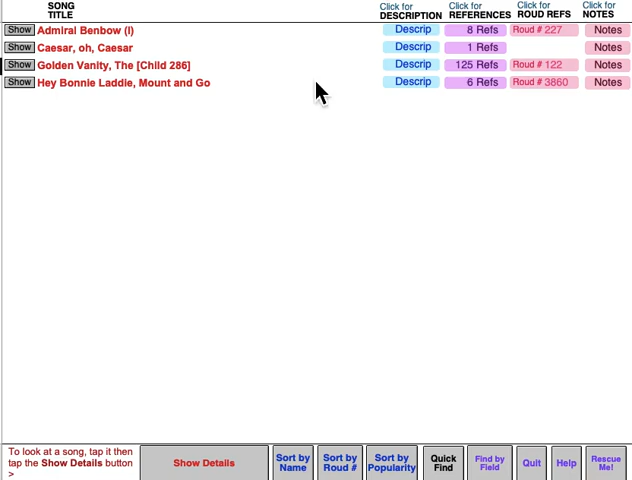 SONG TITLE
Click for DESCRIPTION
Click for REFERENCES
Click for ROUD REFS
Click for NOTES
Show Admiral Benbow (I) Descrip 8 Refs Roud # 227 Notes
Show Caesar, oh, Caesar Descrip 1 Refs Notes
Show Golden Vanity, The [Child 286] Descrip 125 Refs Roud # 122 Notes
Show Hey Bonnie Laddie, Mount and Go Descrip 6 Refs Roud # 3860 Notes
To look at a song, tap it then
tap the Show Details button
>
Show Details
Sort by
Name
Sort by
Roud #
Sort by
Popularity
Quick
Find
Find by
Field
Quit
Help
Rescue
Me!